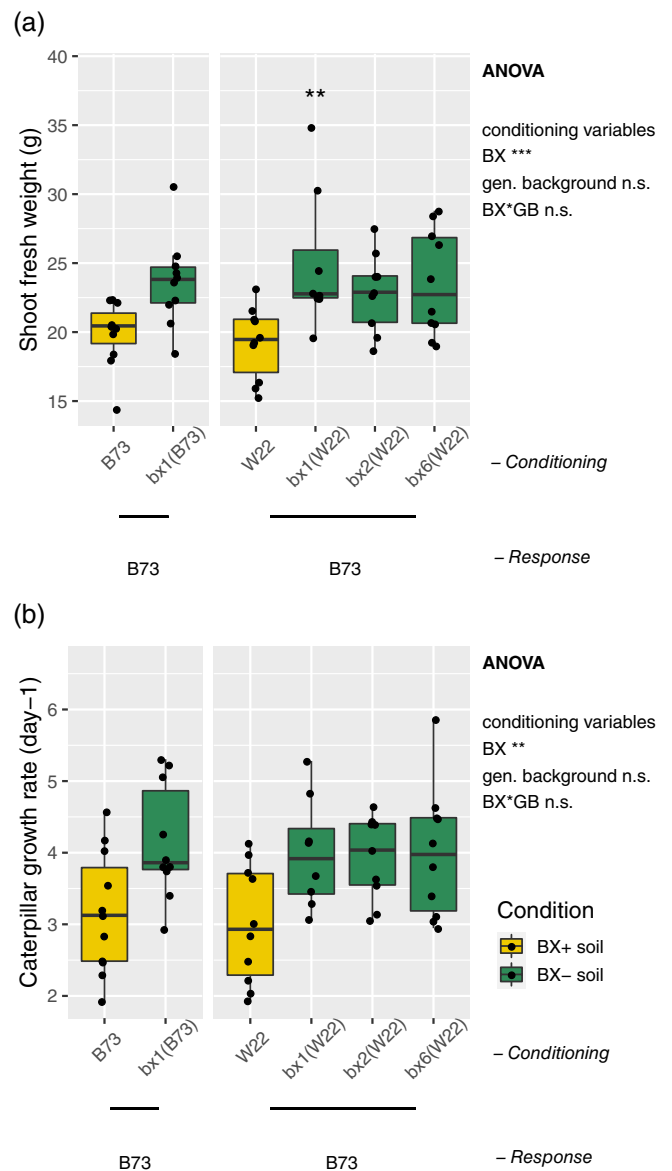 (a)
Shoot fresh weight (g)
40
35
30
25
20
15
**
B73
bx1(B73)
W22
bx1(W22)
bx2(W22)
bx6(W22)
ANOVA
conditioning variables
BX ***
gen. background n.s.
BX*GB n.s.
– Conditioning
B73
B73
– Response
(b)
Caterpillar growth rate (day−1)
6
5
4
3
2
B73
bx1(B73)
W22
bx1(W22)
bx2(W22)
bx6(W22)
ANOVA
conditioning variables
BX **
gen. background n.s.
BX*GB n.s.
Condition
BX+ soil
BX− soil
– Conditioning
B73
B73
– Response